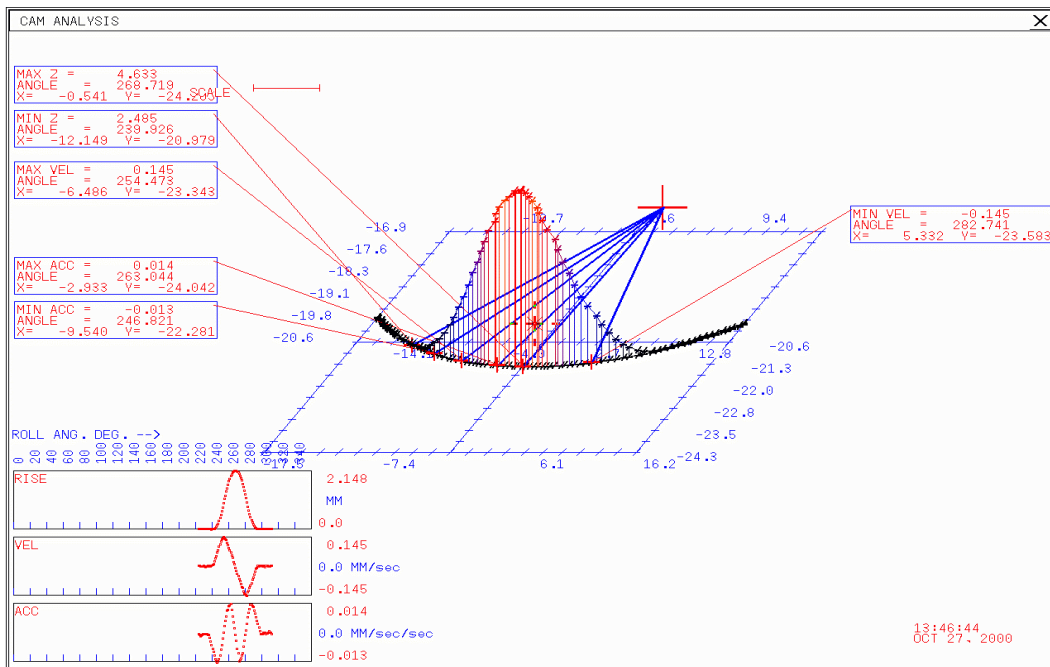 CAM ANALYSIS
MAX Z = 4.633
ANGLE = 268.719
X= -0.541 Y= -24.205
SCALE
MIN Z = 2.485
ANGLE = 239.926
X= -12.149 Y= -20.979
MAX VEL = 0.145
ANGLE = 254.473
X= -6.486 Y= -23.343
MIN VEL = -0.145
ANGLE = 282.741
X= 5.332 Y= -23.583
MAX ACC = 0.014
ANGLE = 263.044
X= -2.933 Y= -24.042
MIN ACC = -0.013
ANGLE = 246.821
X= -9.540 Y= -22.281
-16.9
9.4
-17.6
-18.3
-19.1
-19.8
-20.6
12.8
-20.6
-21.3
-22.0
-22.8
-23.5
-24.3
-17.5
-7.4
6.1
16.2
ROLL ANG. DEG. -->
0 20 40 60 80 100 120 140 160 180 200 220 240 260 280 300 320 340
RISE
2.148
MM
0.0
VEL
0.145
0.0 MM/sec
-0.145
ACC
0.014
0.0 MM/sec/sec
-0.013
13:46:44
OCT 27, 2000